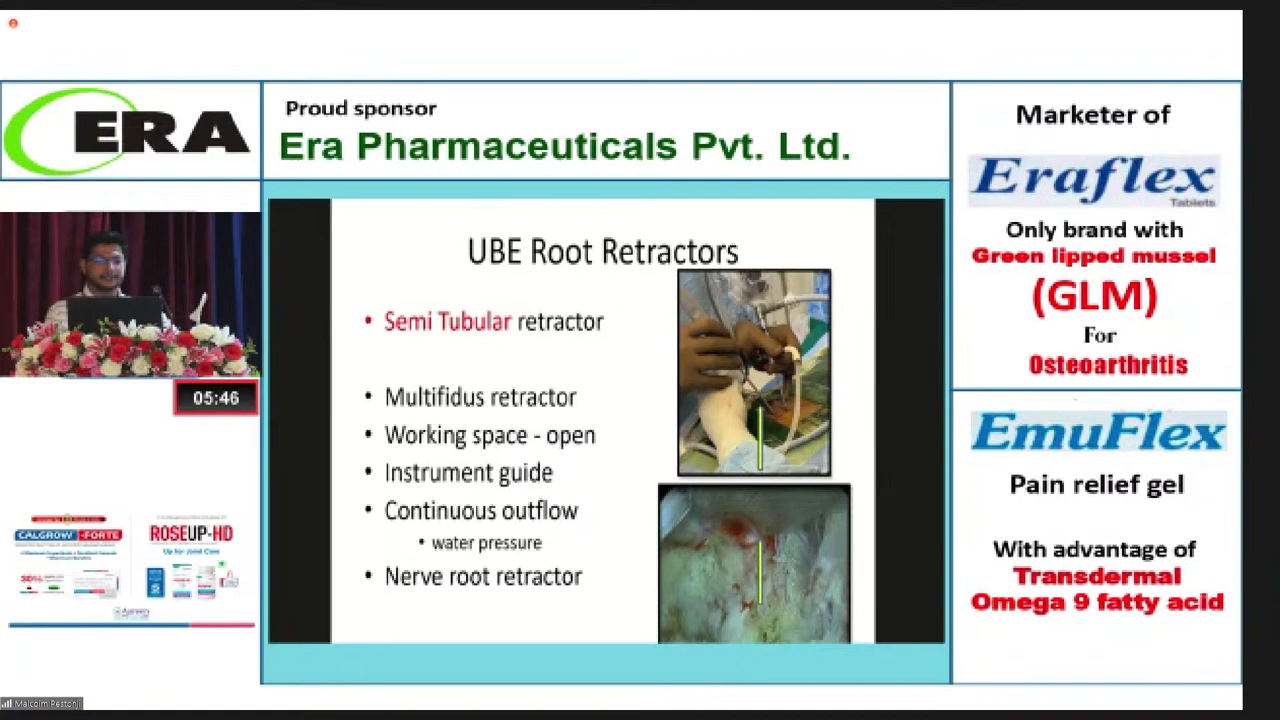 ERA
Proud sponsor
Era Pharmaceuticals Pvt. Ltd.
Marketer of
Eraflex
Tablets
Only brand with
Green lipped mussel
(GLM)
For
Osteoarthritis
EmuFlex
Pain relief gel
With advantage of
Transdermal
Omega 9 fatty acid
UBE Root Retractors
• Semi Tubular retractor
• Multifidus retractor
• Working space - open
• Instrument guide
• Continuous outflow
• water pressure
• Nerve root retractor
05:46
CALGROW -FORTE
ROSEUP-HD
Up for Joint Care
Malcolm Pestonji